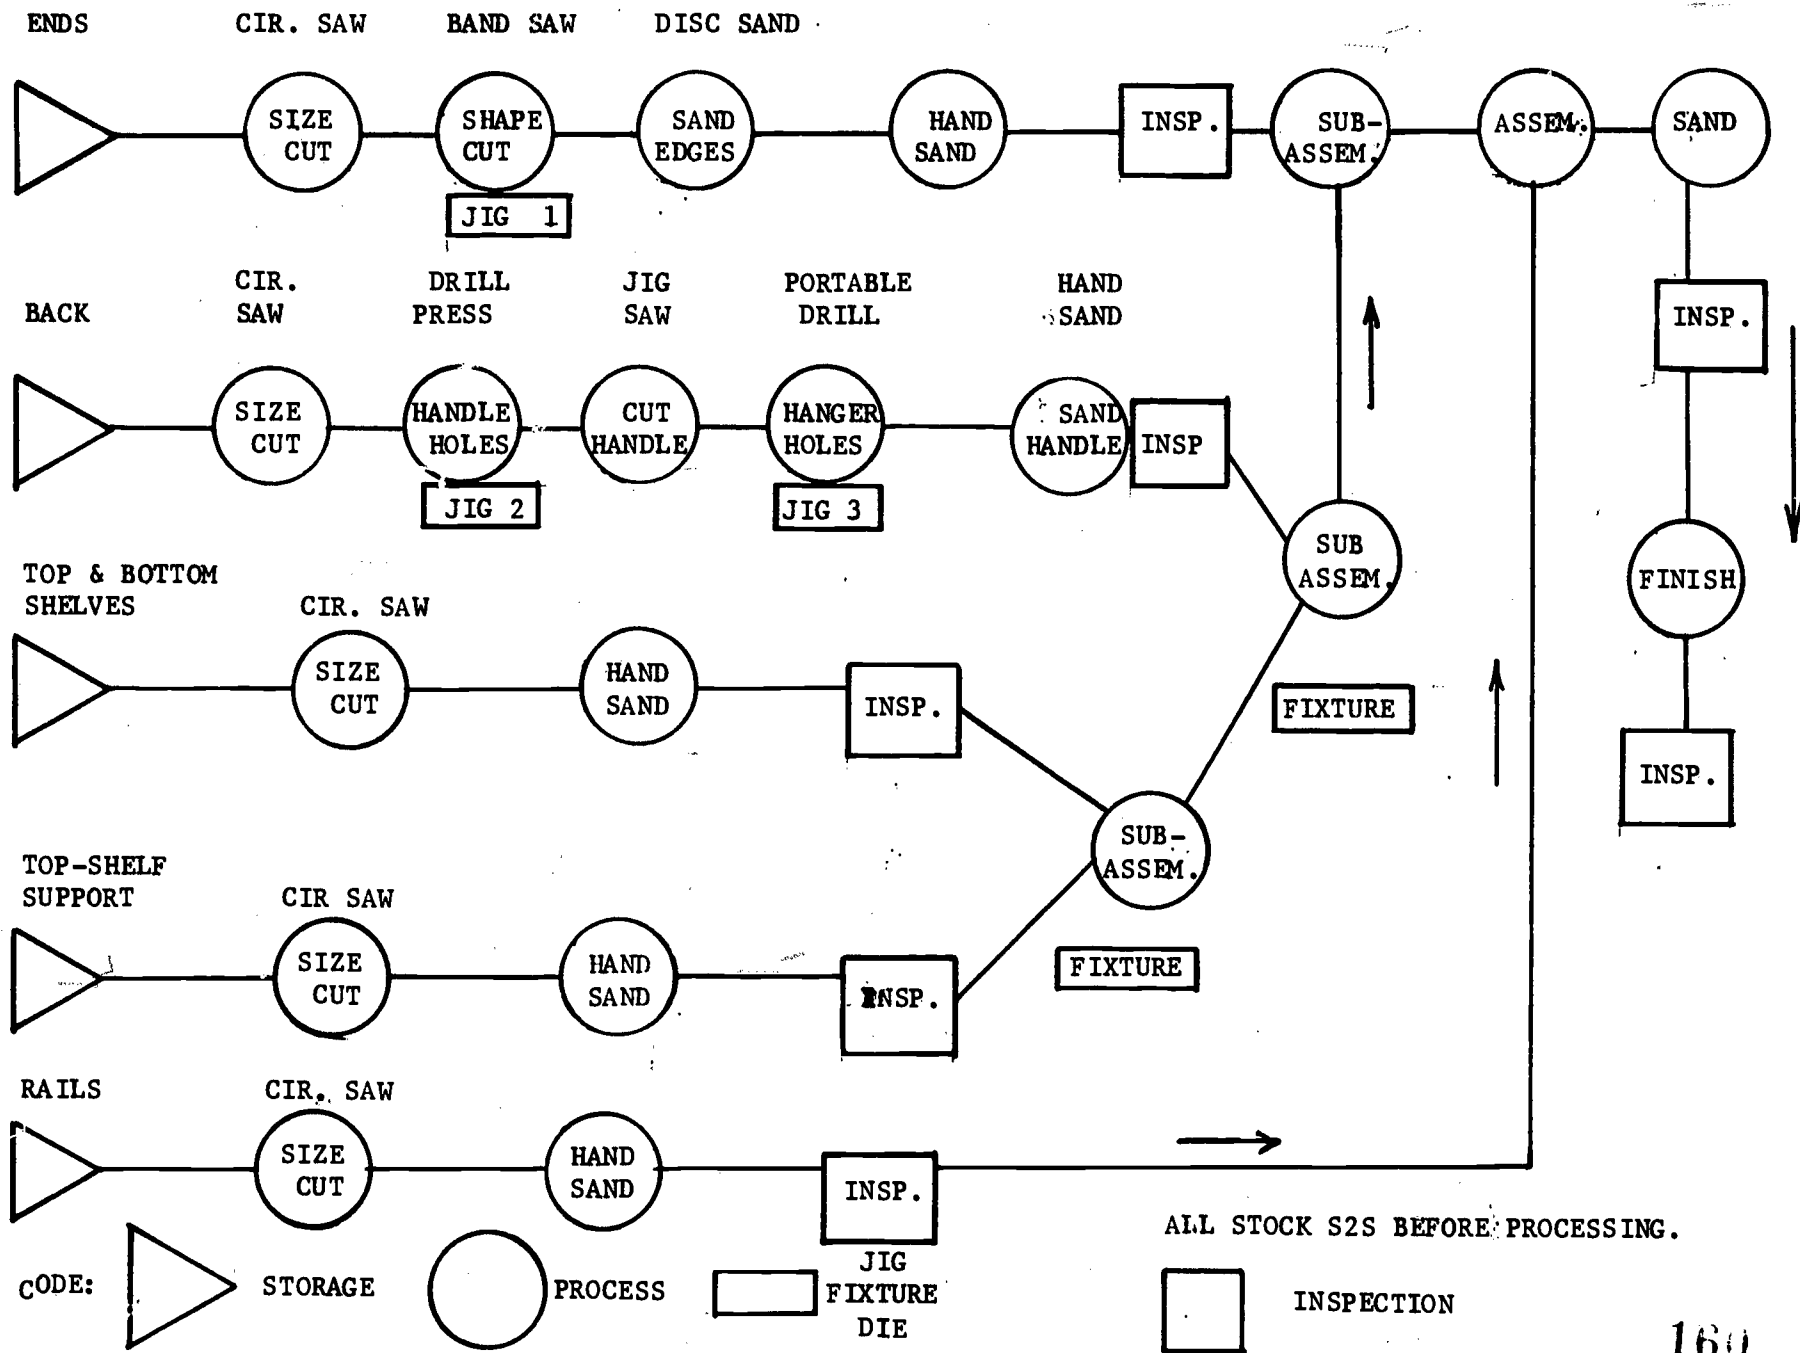 ENDS CIR. SAW BAND SAW DISC SAND
SIZE CUT
SHAPE CUT
SAND EDGES
HAND SAND
INSP.
SUB-ASSEM.
ASSEM.
SAND
JIG 1
BACK
CIR. SAW
DRILL PRESS
JIG SAW
PORTABLE DRILL
HAND SAND
INSP.
SIZE CUT
HANDLE HOLES
CUT HANDLE
HANGER HOLES
SAND HANDLE
INSP
JIG 2
JIG 3
SUB ASSEM.
FINISH
TOP & BOTTOM
SHELVES
CIR. SAW
SIZE CUT
HAND SAND
INSP.
FIXTURE
INSP.
SUB-ASSEM.
TOP-SHELF
SUPPORT
CIR SAW
SIZE CUT
HAND SAND
INSP.
FIXTURE
RAILS
CIR. SAW
SIZE CUT
HAND SAND
INSP.
ALL STOCK S2S BEFORE PROCESSING.
CODE:
STORAGE
PROCESS
JIG
FIXTURE
DIE
INSPECTION
160